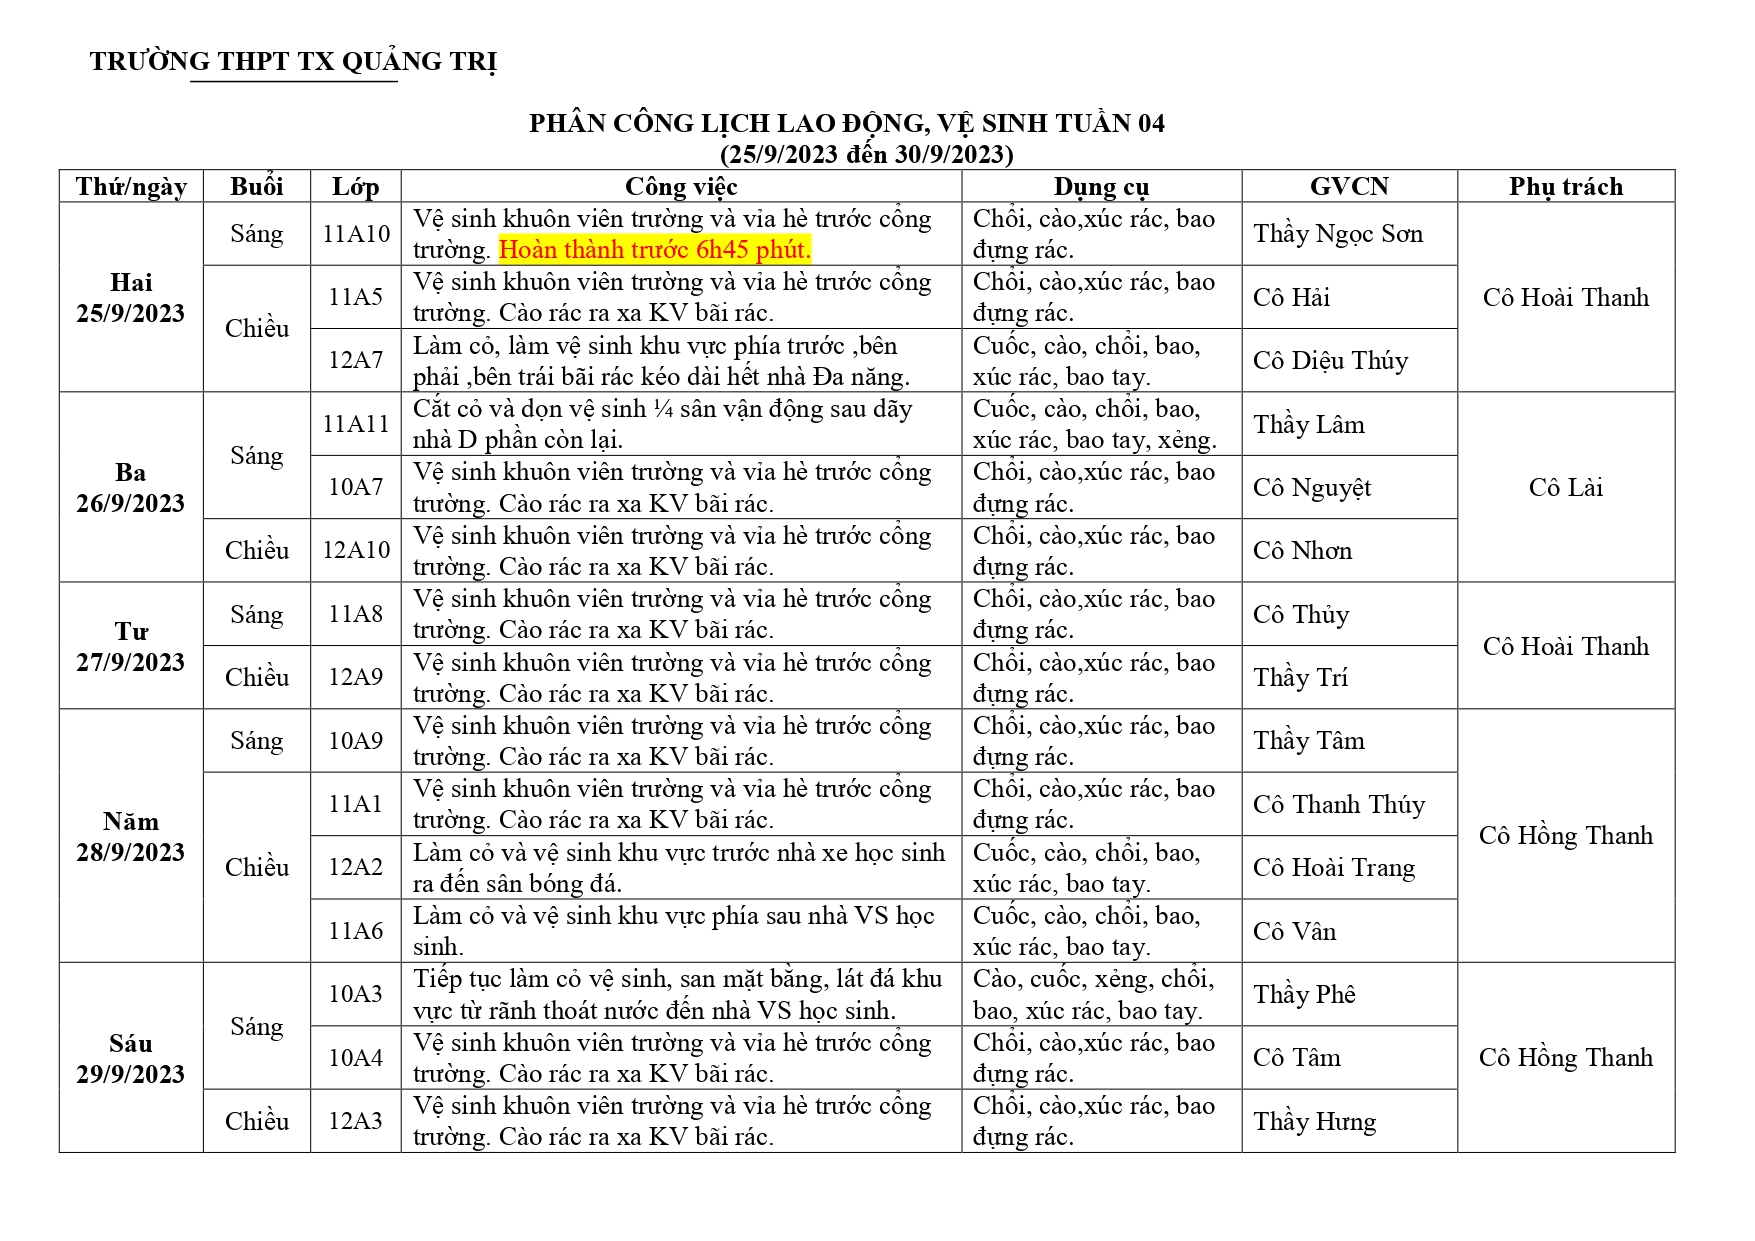 TRƯỜNG THPT TX QUẢNG TRỊ
PHÂN CÔNG LỊCH LAO ĐỘNG, VỆ SINH TUẦN 04
(25/9/2023 đến 30/9/2023)
Thứ/ngày Buổi Lớp Công việc Dụng cụ GVCN Phụ trách
Hai
25/9/2023
Sáng
11A10
Vệ sinh khuôn viên trường và vỉa hè trước cổng
trường. Hoàn thành trước 6h45 phút.
Chổi, cào,xúc rác, bao
đựng rác.
Thầy Ngọc Sơn
Cô Hoài Thanh
Chiều
11A5
Vệ sinh khuôn viên trường và vỉa hè trước cổng
trường. Cào rác ra xa KV bãi rác.
Chổi, cào,xúc rác, bao
đựng rác.
Cô Hải
12A7
Làm cỏ, làm vệ sinh khu vực phía trước ,bên
phải ,bên trái bãi rác kéo dài hết nhà Đa năng.
Cuốc, cào, chổi, bao,
xúc rác, bao tay.
Cô Diệu Thúy
Ba
26/9/2023
Sáng
11A11
Cắt cỏ và dọn vệ sinh ¼ sân vận động sau dãy
nhà D phần còn lại.
Cuốc, cào, chổi, bao,
xúc rác, bao tay, xẻng.
Thầy Lâm
Cô Lài
10A7
Vệ sinh khuôn viên trường và vỉa hè trước cổng
trường. Cào rác ra xa KV bãi rác.
Chổi, cào,xúc rác, bao
đựng rác.
Cô Nguyệt
Chiều
12A10
Vệ sinh khuôn viên trường và vỉa hè trước cổng
trường. Cào rác ra xa KV bãi rác.
Chổi, cào,xúc rác, bao
đựng rác.
Cô Nhơn
Tư
27/9/2023
Sáng
11A8
Vệ sinh khuôn viên trường và vỉa hè trước cổng
trường. Cào rác ra xa KV bãi rác.
Chổi, cào,xúc rác, bao
đựng rác.
Cô Thủy
Cô Hoài Thanh
Chiều
12A9
Vệ sinh khuôn viên trường và vỉa hè trước cổng
trường. Cào rác ra xa KV bãi rác.
Chổi, cào,xúc rác, bao
đựng rác.
Thầy Trí
Năm
28/9/2023
Sáng
10A9
Vệ sinh khuôn viên trường và vỉa hè trước cổng
trường. Cào rác ra xa KV bãi rác.
Chổi, cào,xúc rác, bao
đựng rác.
Thầy Tâm
Cô Hồng Thanh
Chiều
11A1
Vệ sinh khuôn viên trường và vỉa hè trước cổng
trường. Cào rác ra xa KV bãi rác.
Chổi, cào,xúc rác, bao
đựng rác.
Cô Thanh Thúy
12A2
Làm cỏ và vệ sinh khu vực trước nhà xe học sinh
ra đến sân bóng đá.
Cuốc, cào, chổi, bao,
xúc rác, bao tay.
Cô Hoài Trang
11A6
Làm cỏ và vệ sinh khu vực phía sau nhà VS học
sinh.
Cuốc, cào, chổi, bao,
xúc rác, bao tay.
Cô Vân
Sáu
29/9/2023
Sáng
10A3
Tiếp tục làm cỏ vệ sinh, san mặt bằng, lát đá khu
vực từ rãnh thoát nước đến nhà VS học sinh.
Cào, cuốc, xẻng, chổi,
bao, xúc rác, bao tay.
Thầy Phê
Cô Hồng Thanh
10A4
Vệ sinh khuôn viên trường và vỉa hè trước cổng
trường. Cào rác ra xa KV bãi rác.
Chổi, cào,xúc rác, bao
đựng rác.
Cô Tâm
Chiều
12A3
Vệ sinh khuôn viên trường và vỉa hè trước cổng
trường. Cào rác ra xa KV bãi rác.
Chổi, cào,xúc rác, bao
đựng rác.
Thầy Hưng